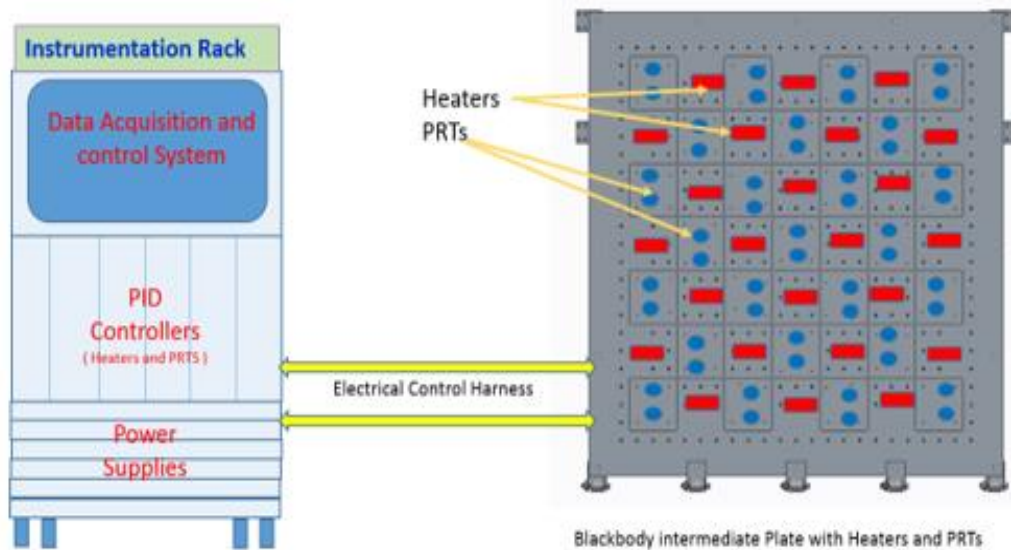 Instrumentation Rack
Data Acquisition and
control System
PID
Controllers
( Heaters and PRTS )
Power
Supplies
Electrical Control Harness
Heaters
PRTs
Blackbody intermediate Plate with Heaters and PRTs